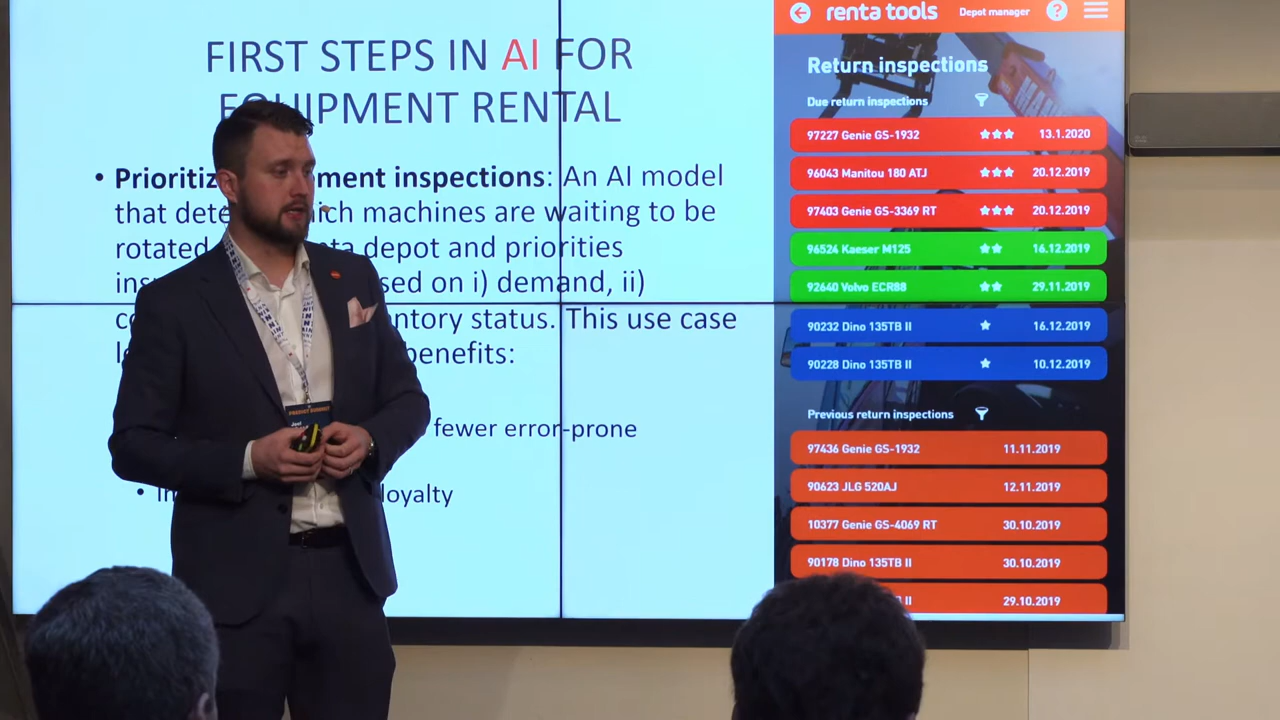 FIRST STEPS IN AI FOR
EQUIPMENT RENTAL
• Prioritiz ment inspections: An AI model
that dete ich machines are waiting to be
rotated ta depot and priorities
ins sed on i) demand, ii)
co ntory status. This use case
le benefits:
fewer error-prone
• In loyalty
renta tools
Depot manager
?
Return inspections
Due return inspections
97227 Genie GS-1932 ★★★ 13.1.2020
96043 Manitou 180 ATJ ★★★ 20.12.2019
97403 Genie GS-3369 RT ★★★ 20.12.2019
96524 Kaeser M125 ★★ 16.12.2019
92640 Volvo ECR88 ★★ 29.11.2019
90232 Dino 135TB II ★ 16.12.2019
90228 Dino 135TB II ★ 10.12.2019
Previous return inspections
97436 Genie GS-1932 11.11.2019
90623 JLG 520AJ 12.11.2019
10377 Genie GS-4069 RT 30.10.2019
90178 Dino 135TB II 30.10.2019
II 29.10.2019
Joel